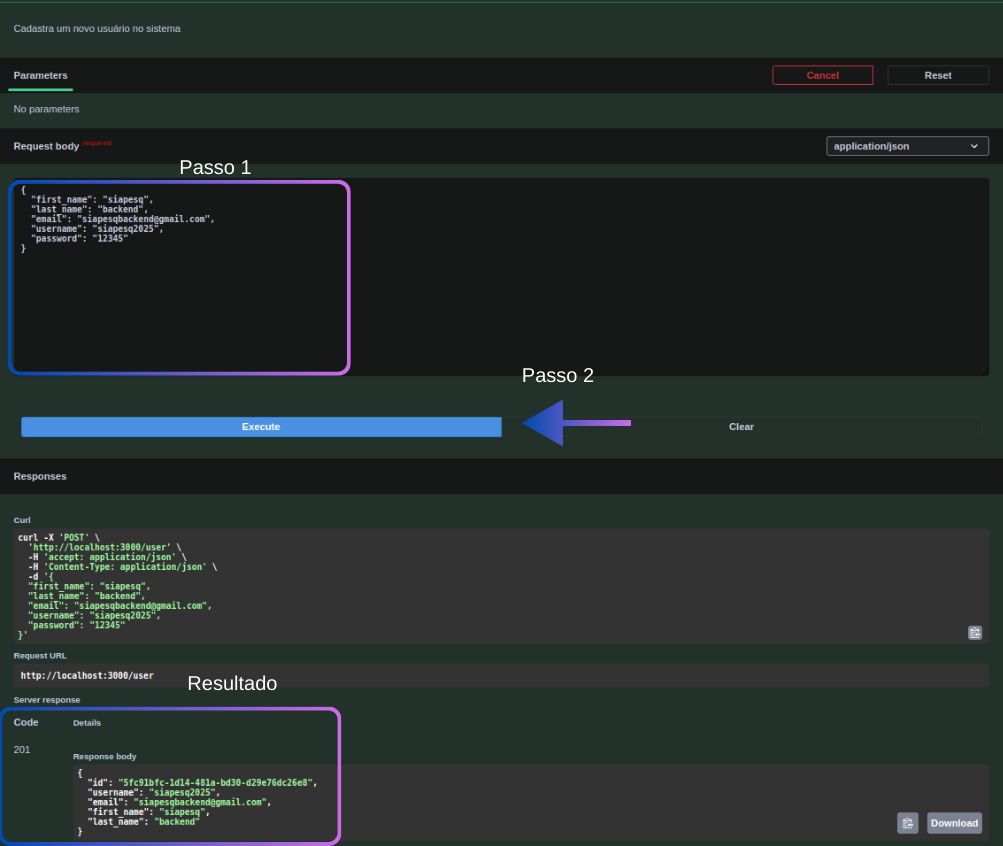 Cadastra um novo usuário no sistema
Parameters
Cancel
Reset
No parameters
Request body required
application/json
Passo 1
{
  "first_name": "siapesq",
  "last_name": "backend",
  "email": "siapesqbackend@gmail.com",
  "username": "siapesq2025",
  "password": "12345"
}
Passo 2
Execute
Clear
Responses
Curl
curl -X 'POST' \
  'http://localhost:3000/user' \
  -H 'accept: application/json' \
  -H 'Content-Type: application/json' \
  -d '{
  "first_name": "siapesq",
  "last_name": "backend",
  "email": "siapesqbackend@gmail.com",
  "username": "siapesq2025",
  "password": "12345"
}'
Request URL
http://localhost:3000/user
Resultado
Server response
Code
Details
201
Response body
{
  "id": "5fc91bfc-1d14-481a-bd30-d29e76dc26e8",
  "username": "siapesq2025",
  "email": "siapesqbackend@gmail.com",
  "first_name": "siapesq",
  "last_name": "backend"
}
Download